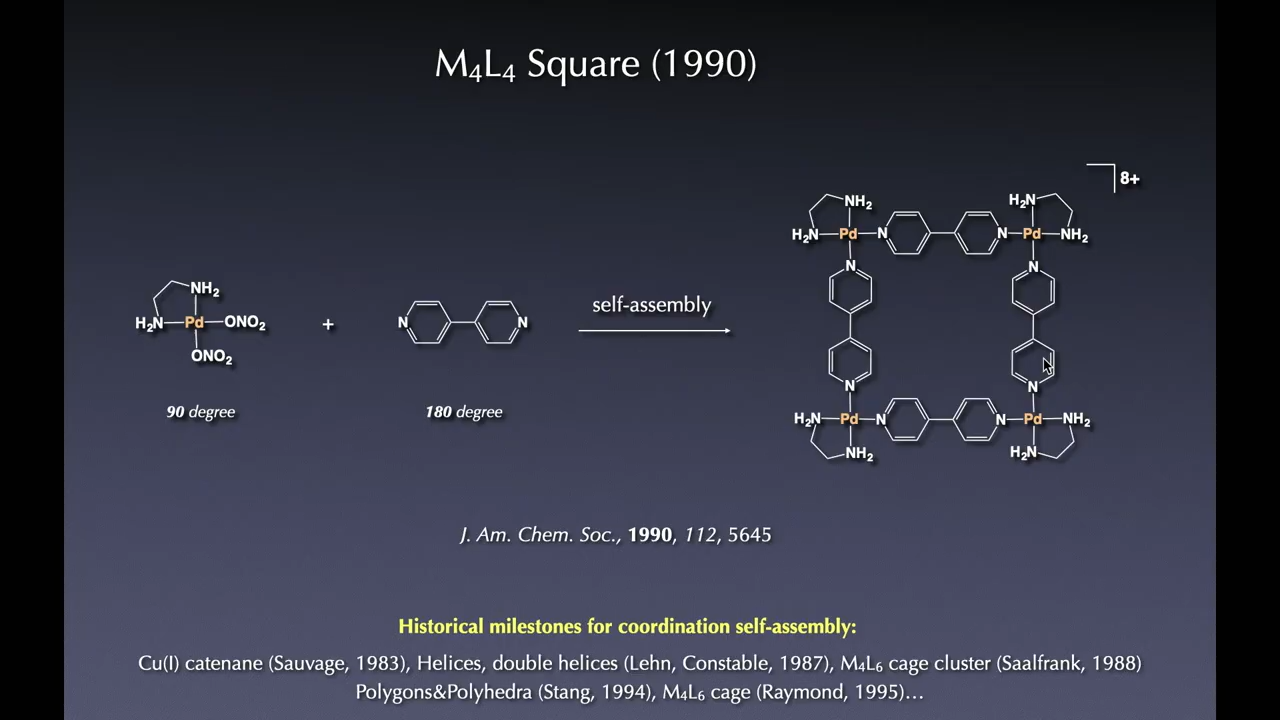 M₄L₄ Square (1990)
8+
NH₂
H₂N
Pd
N
N
Pd
H₂N
NH₂
N
N
NH₂
H₂N
Pd
ONO₂
ONO₂
90 degree
+
N
N
180 degree
self-assembly
N
N
H₂N
Pd
N
N
Pd
NH₂
NH₂
H₂N
J. Am. Chem. Soc., 1990, 112, 5645
Historical milestones for coordination self-assembly:
Cu(I) catenane (Sauvage, 1983), Helices, double helices (Lehn, Constable, 1987), M₄L₆ cage cluster (Saalfrank, 1988)
Polygons&Polyhedra (Stang, 1994), M₄L₆ cage (Raymond, 1995)…